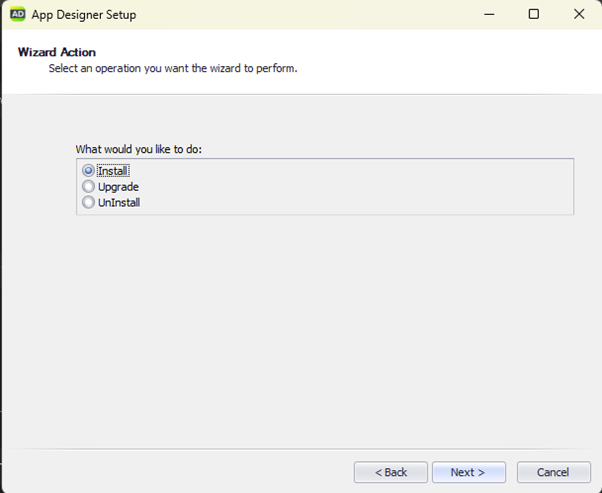 AD App Designer Setup
Wizard Action
Select an operation you want the wizard to perform.
What would you like to do:
Install
Upgrade
UnInstall
< Back Next > Cancel